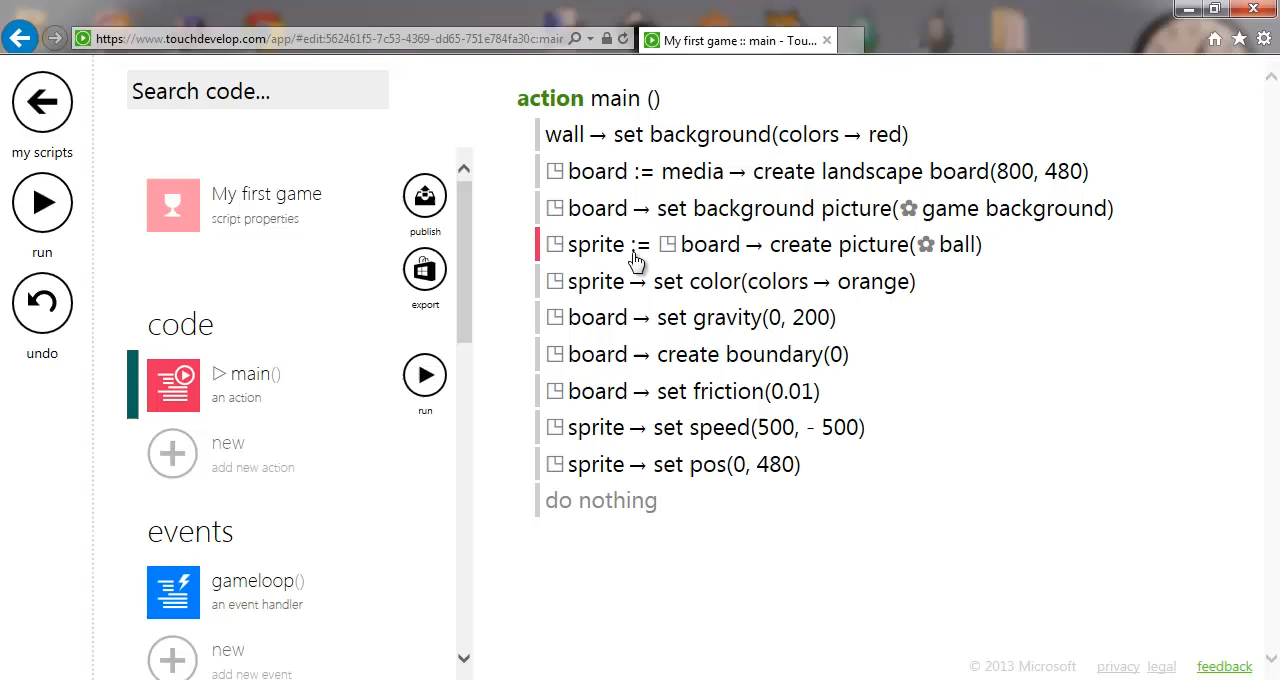 https://www.touchdevelop.com/app/#edit:562461f5-7c53-4369-dd65-751e784fa30c:main
My first game :: main - Tou...
my scripts
run
undo
Search code...
My first game
script properties
publish
export
code
main()
an action
run
new
add new action
events
gameloop()
an event handler
new
add new event
action main ()
wall → set background(colors → red)
board := media → create landscape board(800, 480)
board → set background picture(game background)
sprite := board → create picture(ball)
sprite → set color(colors → orange)
board → set gravity(0, 200)
board → create boundary(0)
board → set friction(0.01)
sprite → set speed(500, - 500)
sprite → set pos(0, 480)
do nothing
© 2013 Microsoft privacy legal feedback